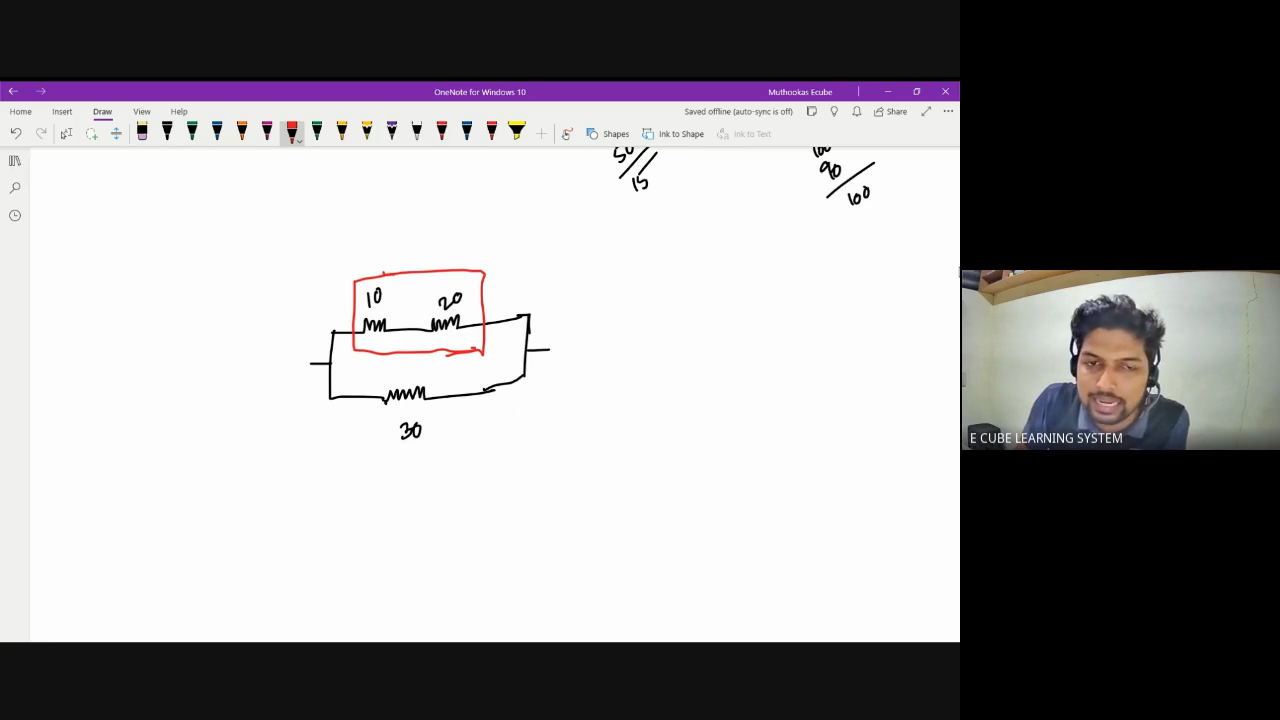 OneNote for Windows 10
Muthookas Ecube
Home Insert Draw View Help
Saved offline (auto-sync is off)
Share
Shapes
Ink to Shape
Ink to Text
50
15
90
100
10
20
30
E CUBE LEARNING SYSTEM